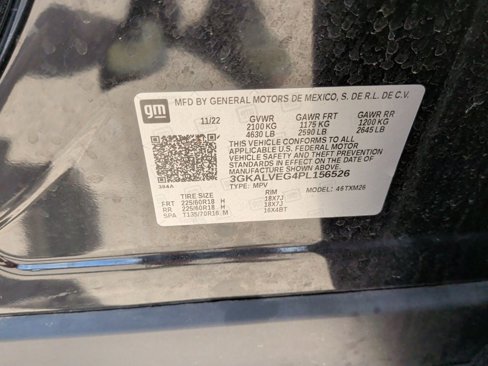 gm
MFD BY GENERAL MOTORS DE MEXICO, S. DE R.L. DE C.V.
11/22 GVWR GAWR FRT GAWR RR
2100 KG 1175 KG 1200 KG
4630 LB 2590 LB 2645 LB
THIS VEHICLE CONFORMS TO ALL
APPLICABLE U.S. FEDERAL MOTOR
VEHICLE SAFETY AND THEFT PREVENTION
STANDARDS IN EFFECT ON THE DATE OF
MANUFACTURE SHOWN ABOVE.
3GKALVEG4PL156526
384A TYPE: MPV MODEL: 46TXM26
TIRE SIZE RIM
FRT 225/60R18 H 18X7J
RR 225/60R18 H 18X7J
SPA T135/70R16 M 16X4BT